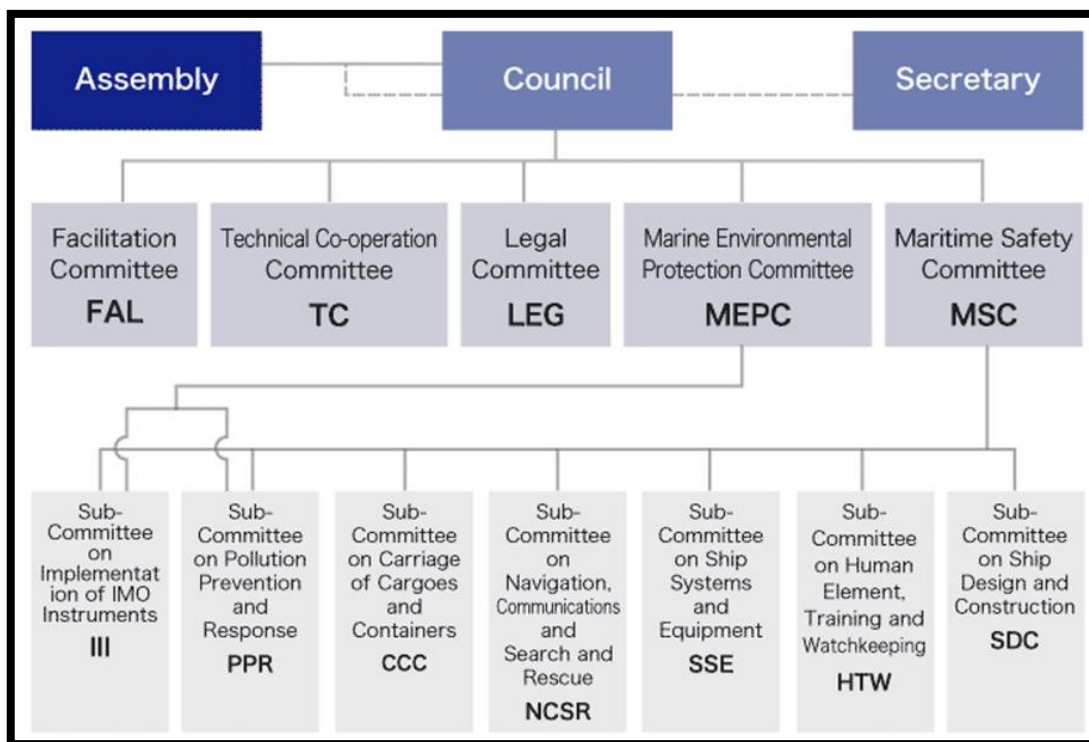 Assembly
Council
Secretary
Facilitation
Committee
FAL
Technical Co-operation
Committee
TC
Legal
Committee
LEG
Marine Environmental
Protection Committee
MEPC
Maritime Safety
Committee
MSC
Sub-
Committee
on
Implementat
ion of IMO
Instruments
III
Sub-
Committee
on Pollution
Prevention
and
Response
PPR
Sub-
Committee
on Carriage
of Cargoes
and
Containers
CCC
Sub-
Committee
on
Navigation,
Communications
and
Search and
Rescue
NCSR
Sub-
Committee
on Ship
Systems
and
Equipment
SSE
Sub-
Committee
on Human
Element,
Training and
Watchkeeping
HTW
Sub-
Committee
on Ship
Design and
Construction
SDC